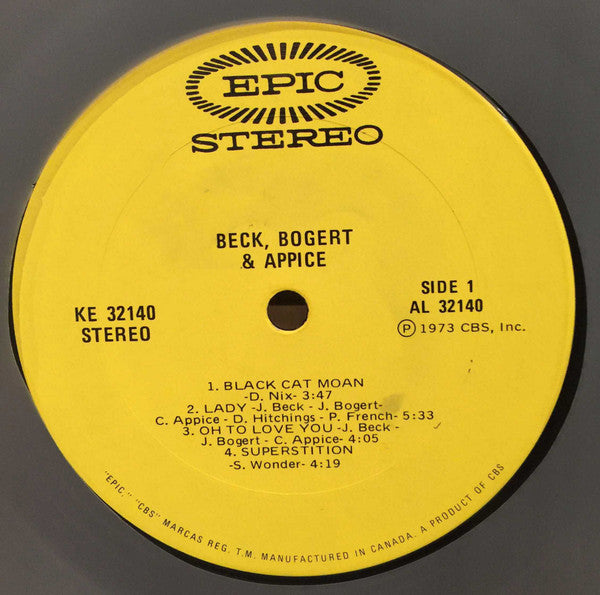 EPIC
STEREO
BECK, BOGERT
& APPICE
KE 32140
STEREO
SIDE 1
AL 32140
Ⓟ 1973 CBS, Inc.
1. BLACK CAT MOAN
-D. Nix- 3:47
2. LADY -J. Beck - J. Bogert-
C. Appice - D. Hitchings - P. French- 5:33
3. OH TO LOVE YOU -J. Beck -
J. Bogert - C. Appice- 4:05
4. SUPERSTITION
-S. Wonder- 4:19
"EPIC," "CBS" MARCAS REG. T.M. MANUFACTURED IN CANADA. A PRODUCT OF CBS